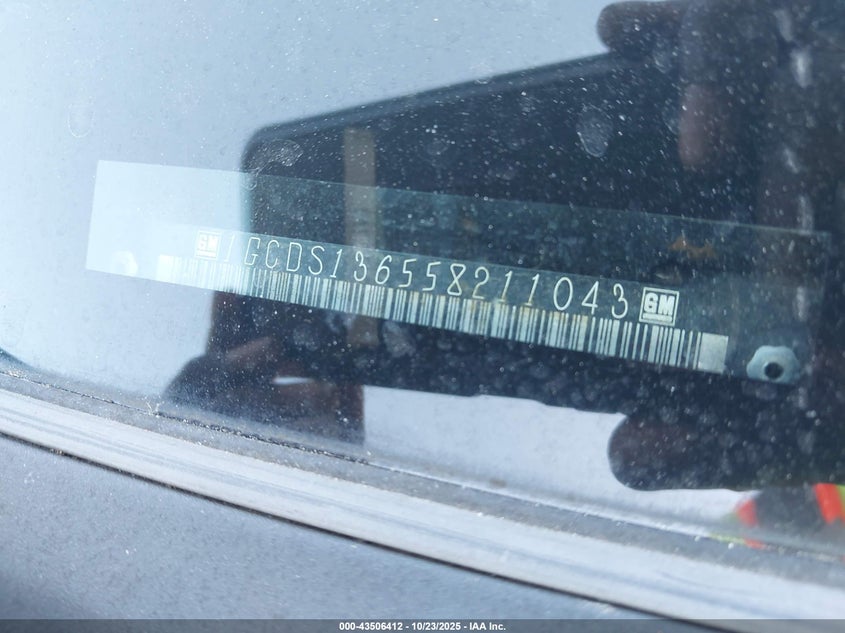 GM 1GCDS136558211043 GM
000-43506412 - 10/23/2025 - IAA Inc.